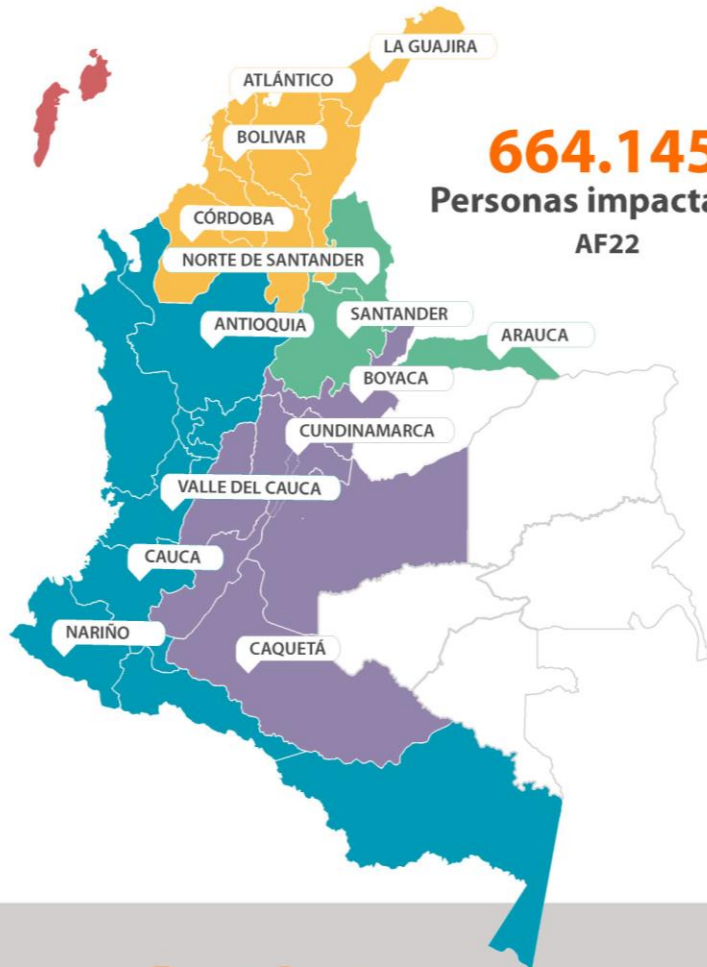 LA GUAJIRA
ATLÁNTICO
BOLIVAR
664.145
Personas impacta
AF22
CÓRDOBA
NORTE DE SANTANDER
ANTIOQUIA
SANTANDER
ARAUCA
BOYACA
CUNDINAMARCA
VALLE DEL CAUCA
CAUCA
NARIÑO
CAQUETÁ